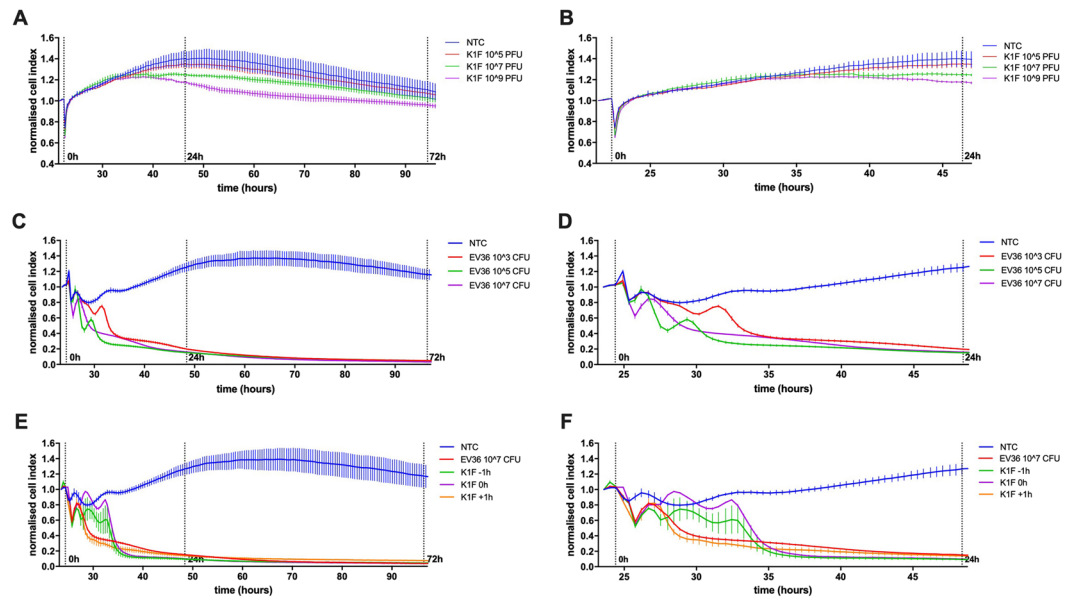 A
normalised cell index
1.6
1.4
1.2
1.0
0.8
0.6
0.4
0h
24h
72h
30 40 50 60 70 80 90
time (hours)
NTC
K1F 10^5 PFU
K1F 10^7 PFU
K1F 10^9 PFU
B
normalised cell index
1.6
1.4
1.2
1.0
0.8
0.6
0.4
0h
24h
25 30 35 40 45
time (hours)
NTC
K1F 10^5 PFU
K1F 10^7 PFU
K1F 10^9 PFU
C
normalised cell index
1.6
1.4
1.2
1.0
0.8
0.6
0.4
0.2
0.0
0h
24h
72h
30 40 50 60 70 80 90
time (hours)
NTC
EV36 10^3 CFU
EV36 10^5 CFU
EV36 10^7 CFU
D
normalised cell index
1.6
1.4
1.2
1.0
0.8
0.6
0.4
0.2
0.0
0h
24h
25 30 35 40 45
time (hours)
NTC
EV36 10^3 CFU
EV36 10^5 CFU
EV36 10^7 CFU
E
normalised cell index
1.6
1.4
1.2
1.0
0.8
0.6
0.4
0.2
0.0
0h
24h
72h
30 40 50 60 70 80 90
time (hours)
NTC
EV36 10^7 CFU
K1F -1h
K1F 0h
K1F +1h
F
normalised cell index
1.6
1.4
1.2
1.0
0.8
0.6
0.4
0.2
0.0
0h
24h
25 30 35 40 45
time (hours)
NTC
EV36 10^7 CFU
K1F -1h
K1F 0h
K1F +1h